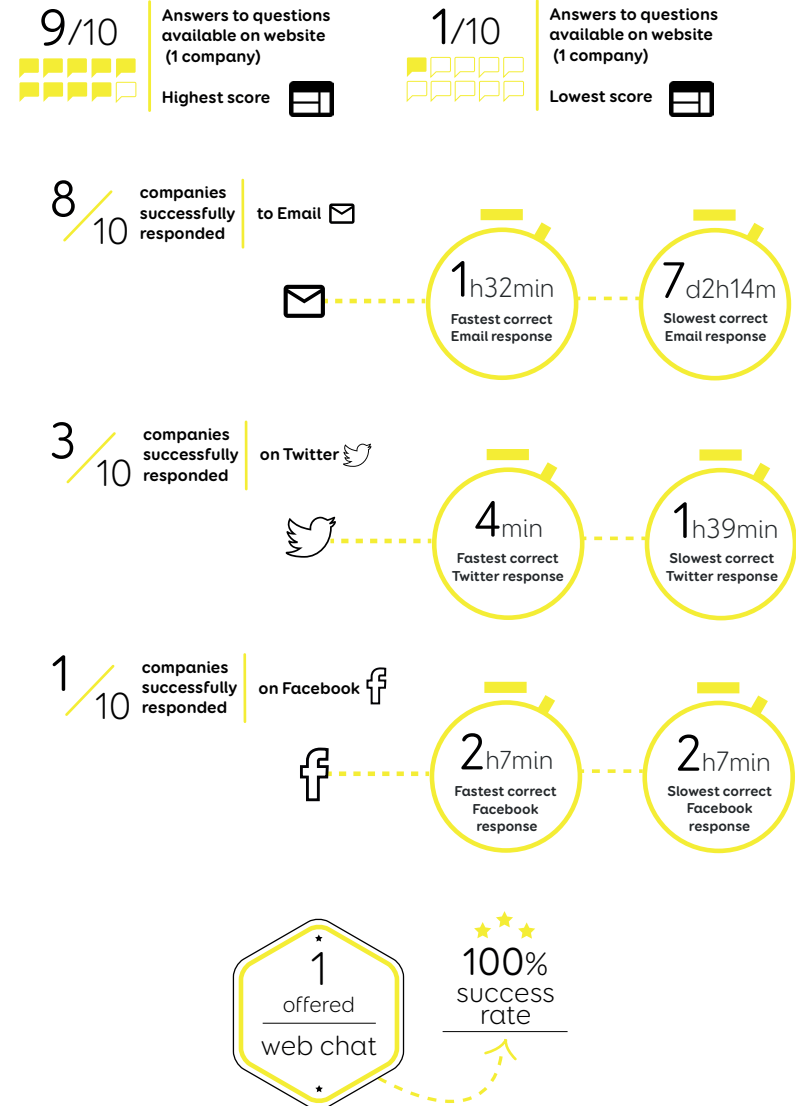 9/10
Answers to questions
available on website
(1 company)
Highest score
1/10
Answers to questions
available on website
(1 company)
Lowest score
8/10
companies
successfully
responded
to Email
1h32min
Fastest correct
Email response
7d2h14m
Slowest correct
Email response
3/10
companies
successfully
responded
on Twitter
4min
Fastest correct
Twitter response
1h39min
Slowest correct
Twitter response
1/10
companies
successfully
responded
on Facebook
2h7min
Fastest correct
Facebook
response
2h7min
Slowest correct
Facebook
response
1
offered
web chat
100%
success
rate